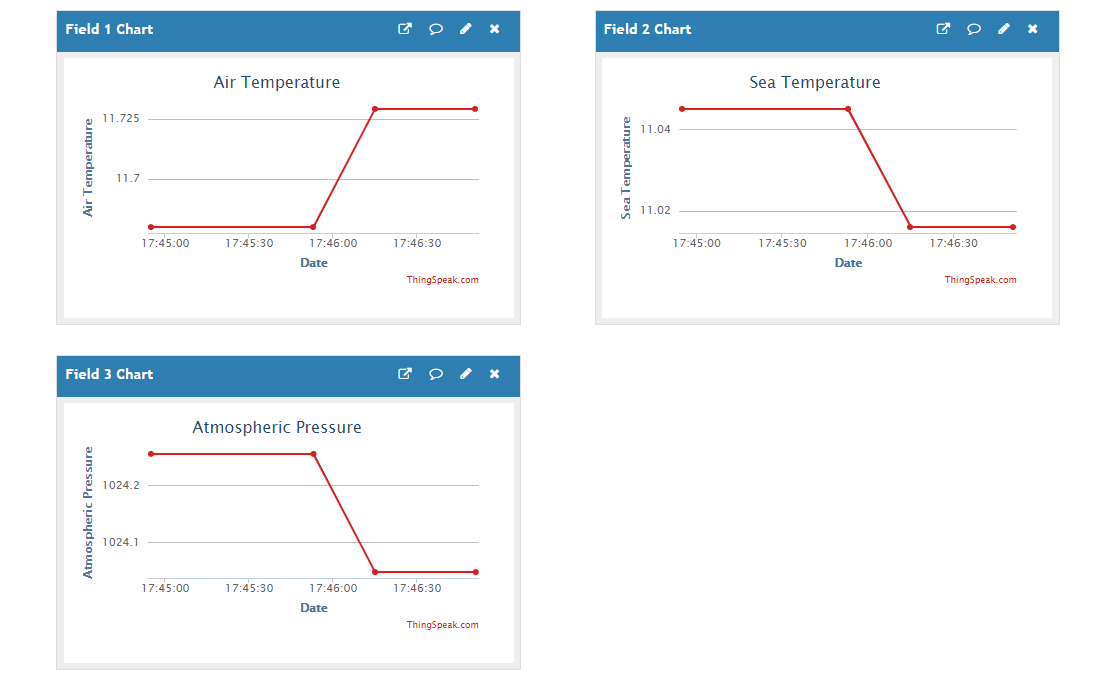 Field 1 Chart
Air Temperature
Air Temperature
11.725
11.7
17:45:00 17:45:30 17:46:00 17:46:30
Date
ThingSpeak.com
Field 2 Chart
Sea Temperature
Sea Temperature
11.04
11.02
17:45:00 17:45:30 17:46:00 17:46:30
Date
ThingSpeak.com
Field 3 Chart
Atmospheric Pressure
Atmospheric Pressure
1024.2
1024.1
17:45:00 17:45:30 17:46:00 17:46:30
Date
ThingSpeak.com